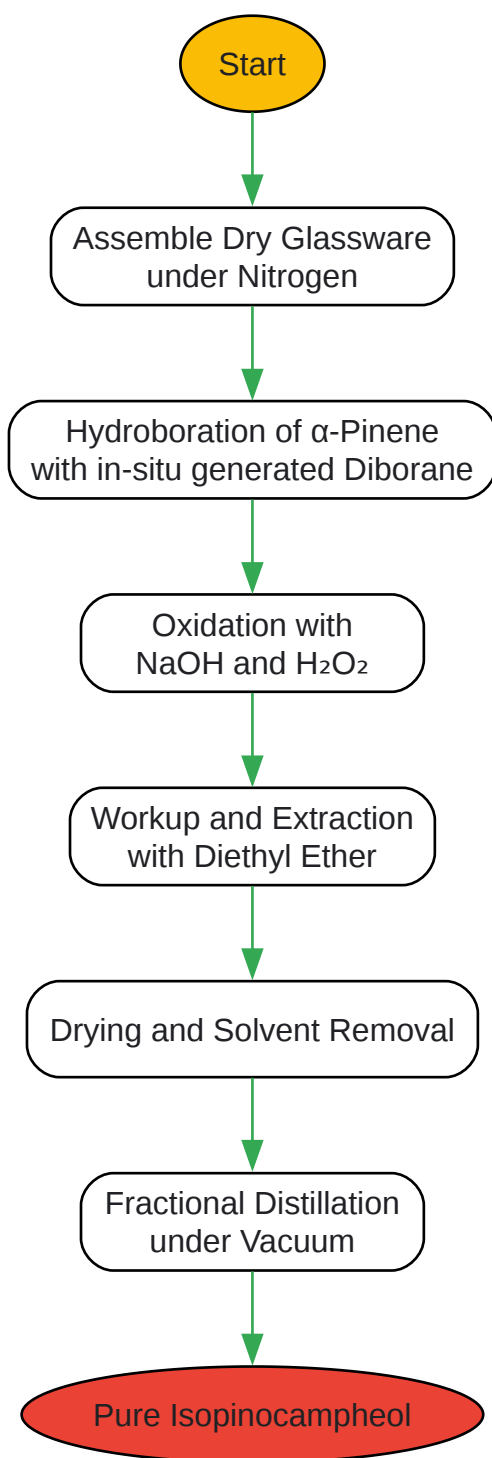 Start
Assemble Dry Glassware
under Nitrogen
Hydroboration of α-Pinene
with in-situ generated Diborane
Oxidation with
NaOH and H₂O₂
Workup and Extraction
with Diethyl Ether
Drying and Solvent Removal
Fractional Distillation
under Vacuum
Pure Isopinocampheol